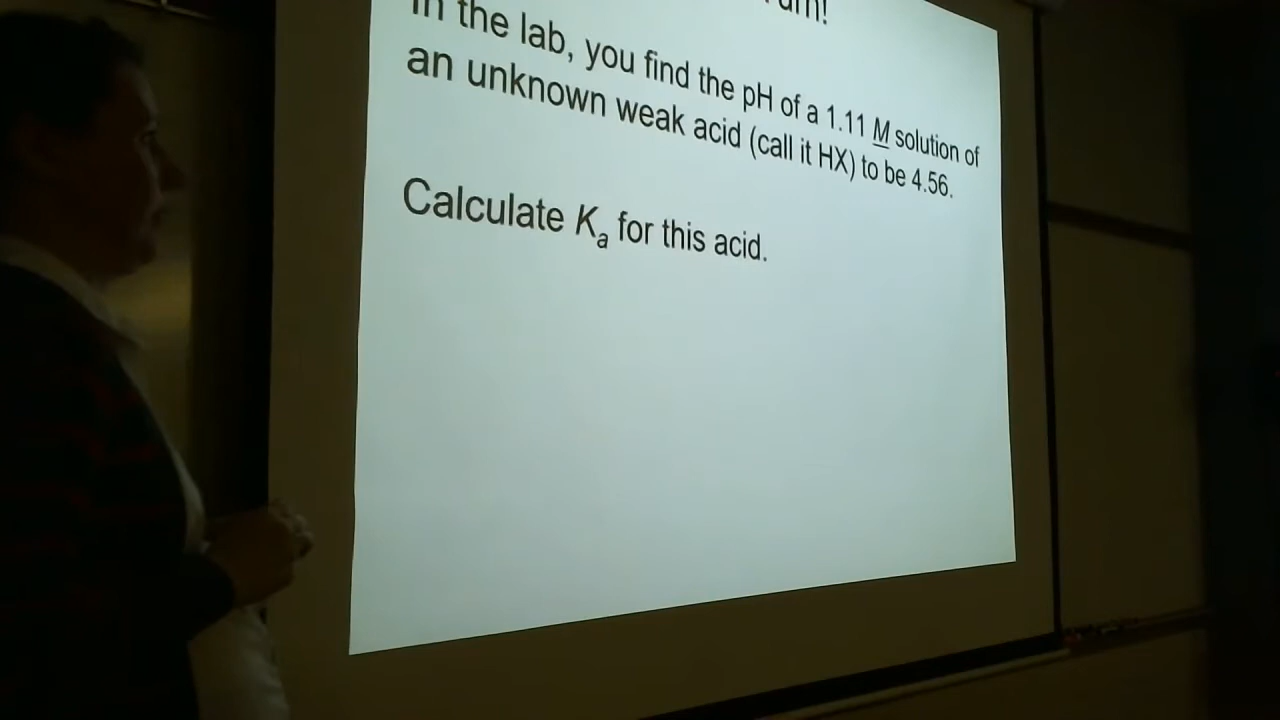 In the lab, you find the pH of a 1.11 M solution of
an unknown weak acid (call it HX) to be 4.56.
Calculate Ka for this acid.